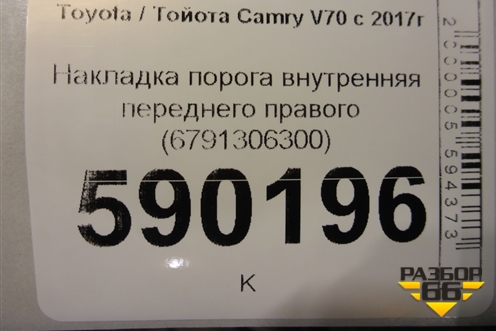 Toyota / Тойота Camry V70 с 2017г
Накладка порога внутренняя
переднего правого
(6791306300)
590196
К
2000005594373
РАЗБОР
66